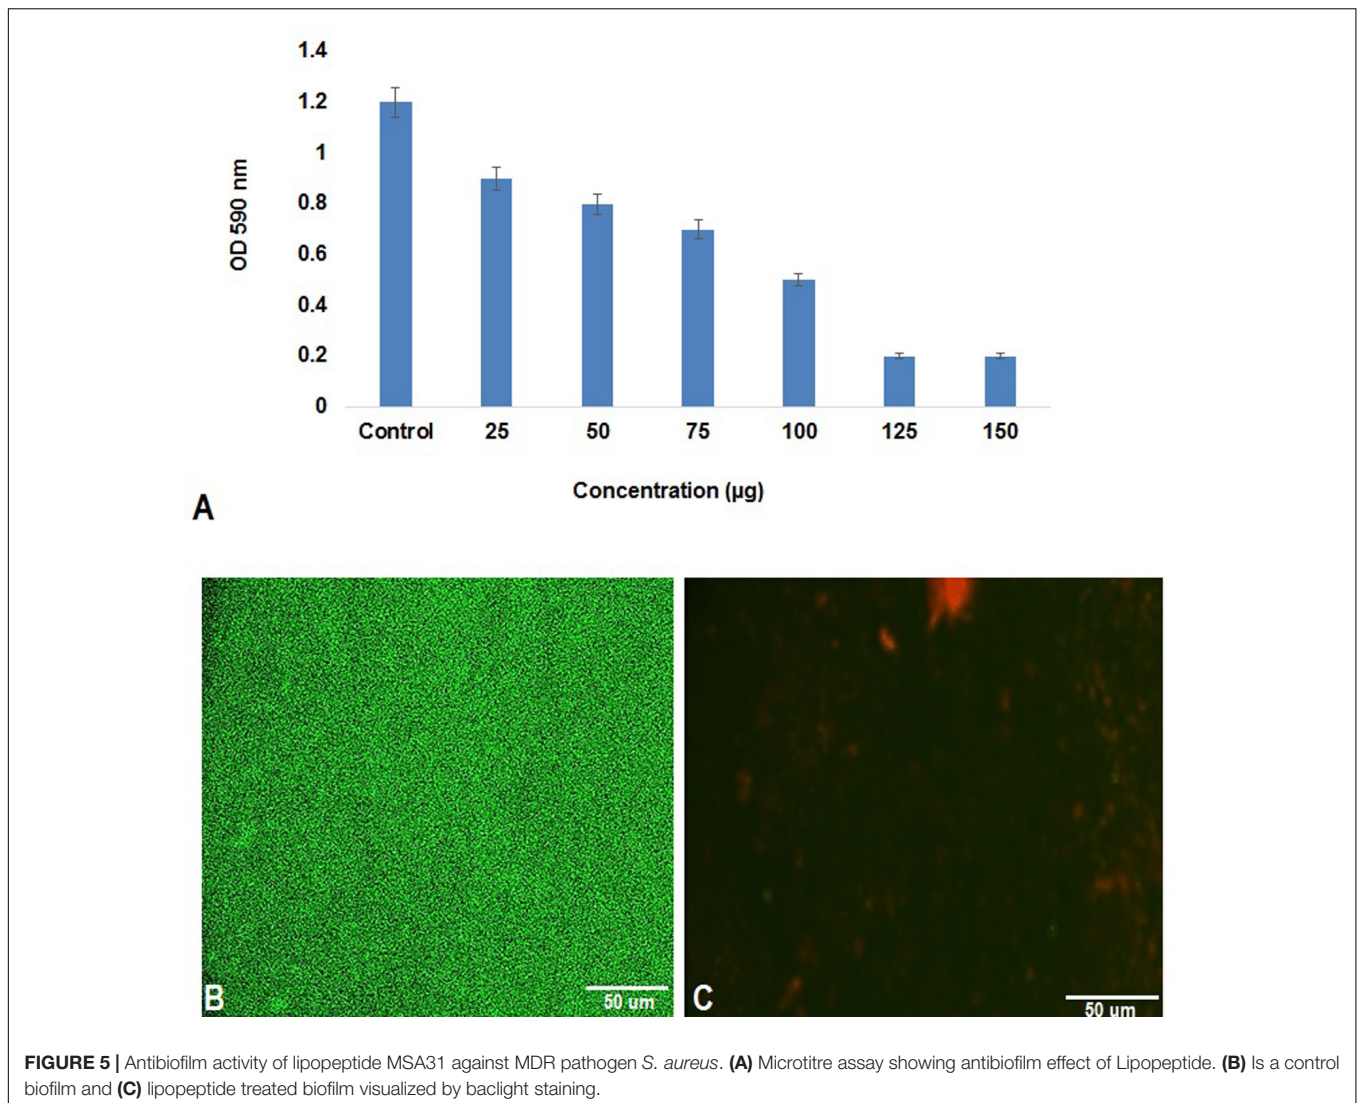 1.4
1.2
1
0.8
0.6
0.4
0.2
0
OD 590 nm
Control 25 50 75 100 125 150
Concentration (µg)
A
B
50 um
C
50 um
FIGURE 5 | Antibiofilm activity of lipopeptide MSA31 against MDR pathogen S. aureus. (A) Microtitre assay showing antibiofilm effect of Lipopeptide. (B) Is a control
biofilm and (C) lipopeptide treated biofilm visualized by baclight staining.